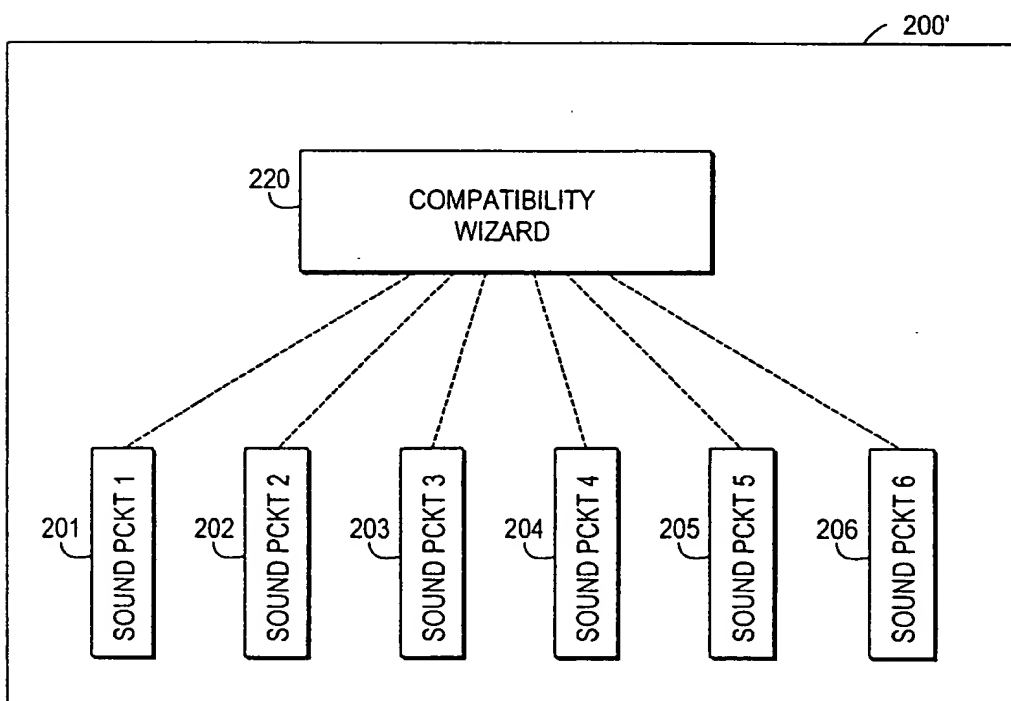 200'
220
COMPATIBILITY
WIZARD
201
SOUND PCKT 1
202
SOUND PCKT 2
203
SOUND PCKT 3
204
SOUND PCKT 4
205
SOUND PCKT 5
206
SOUND PCKT 6